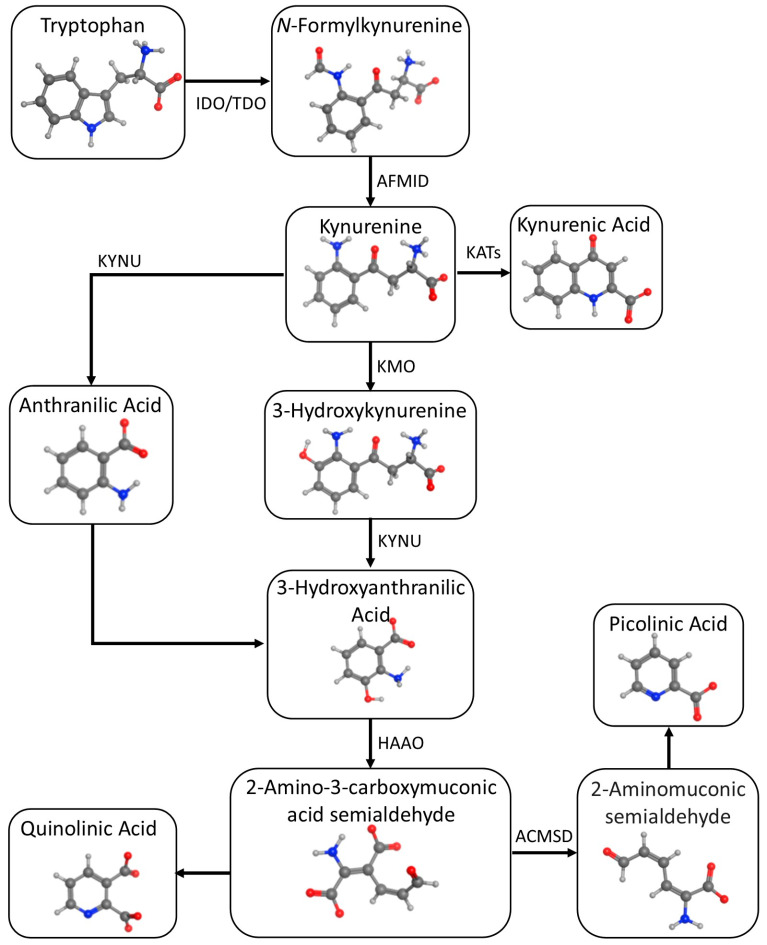 Tryptophan
N-Formylkynurenine
IDO/TDO
AFMID
Kynurenine
Kynurenic Acid
KYNU
KATs
KMO
Anthranilic Acid
3-Hydroxykynurenine
KYNU
3-Hydroxyanthranilic
Acid
Picolinic Acid
HAAO
2-Amino-3-carboxymuconic
acid semialdehyde
2-Aminomuconic
semialdehyde
Quinolinic Acid
ACMSD